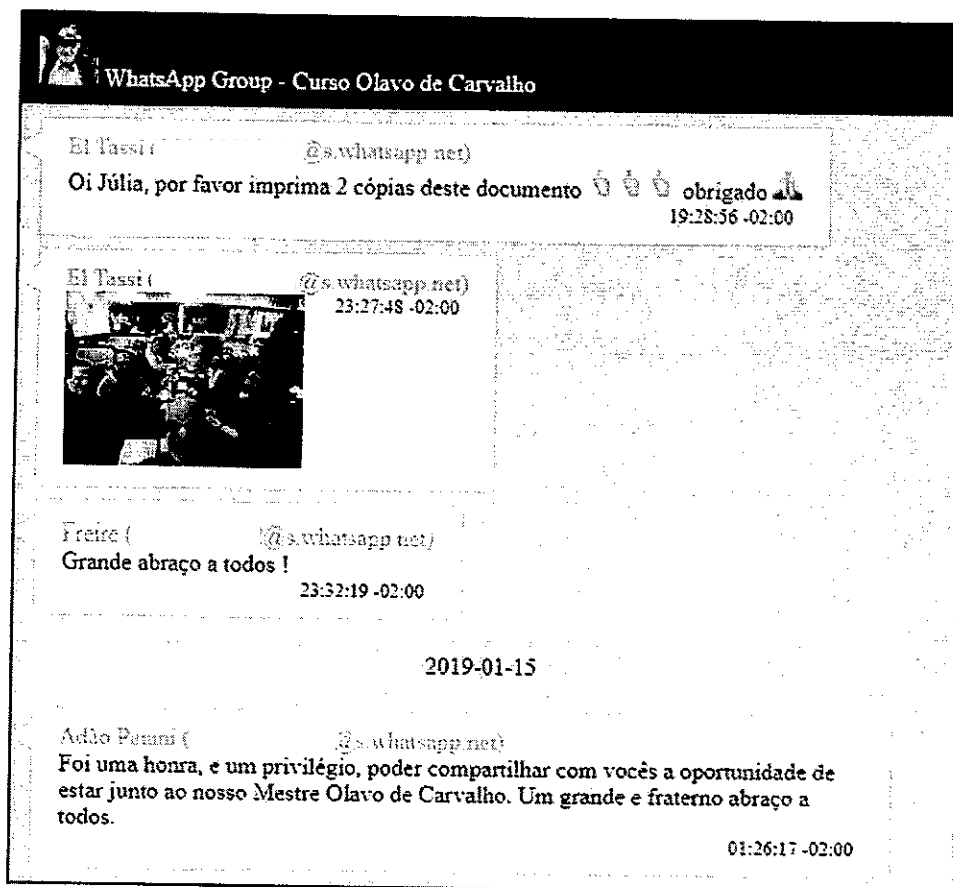 WhatsApp Group - Curso Olavo de Carvalho
El Tassi ( @s.whatsapp.net)
Oi Júlia, por favor imprima 2 cópias deste documento obrigado
19:28:56 -02:00
El Tassi ( @s.whatsapp.net)
23:27:48 -02:00
Freire ( @s.whatsapp.net)
Grande abraço a todos !
23:32:19 -02:00
2019-01-15
Adão ( @s.whatsapp.net)
Foi uma honra, e um privilégio, poder compartilhar com vocês a oportunidade de
estar junto ao nosso Mestre Olavo de Carvalho. Um grande e fraterno abraço a
todos.
01:26:17 -02:00